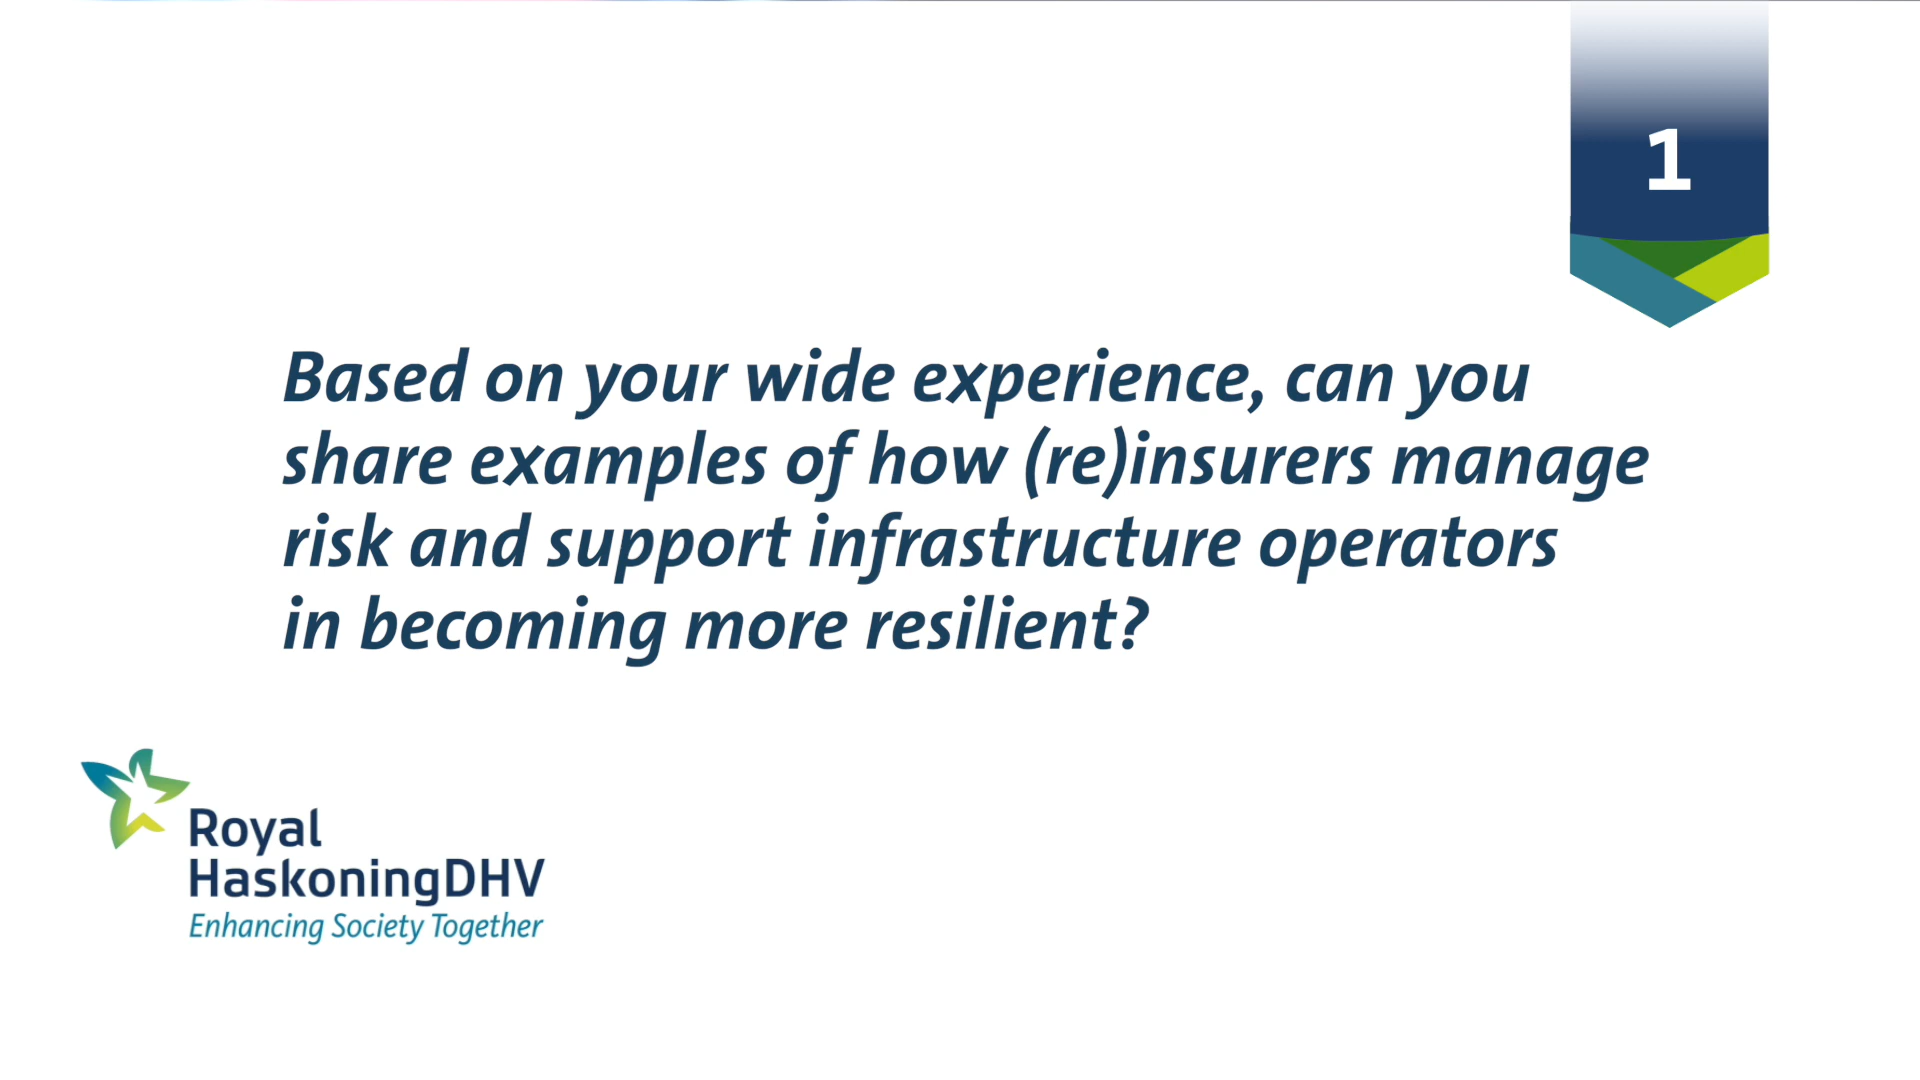 1
Based on your wide experience, can you
share examples of how (re)insurers manage
risk and support infrastructure operators
in becoming more resilient?
Royal
HaskoningDHV
Enhancing Society Together